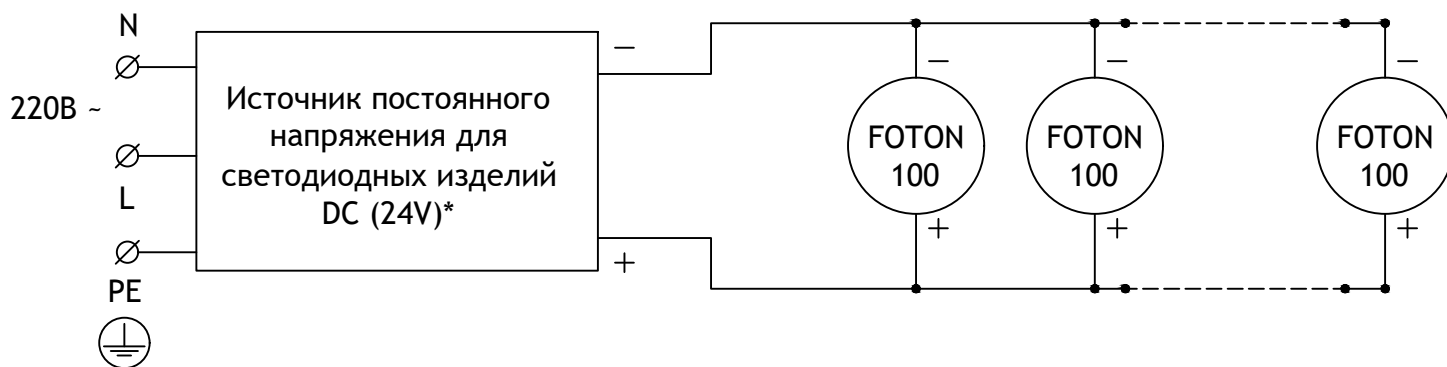 N
220В ~
L
PE
Источник постоянного
напряжения для
светодиодных изделий
DC (24V)*
−
+
−
FOTON
100
+
−
FOTON
100
+
−
FOTON
100
+